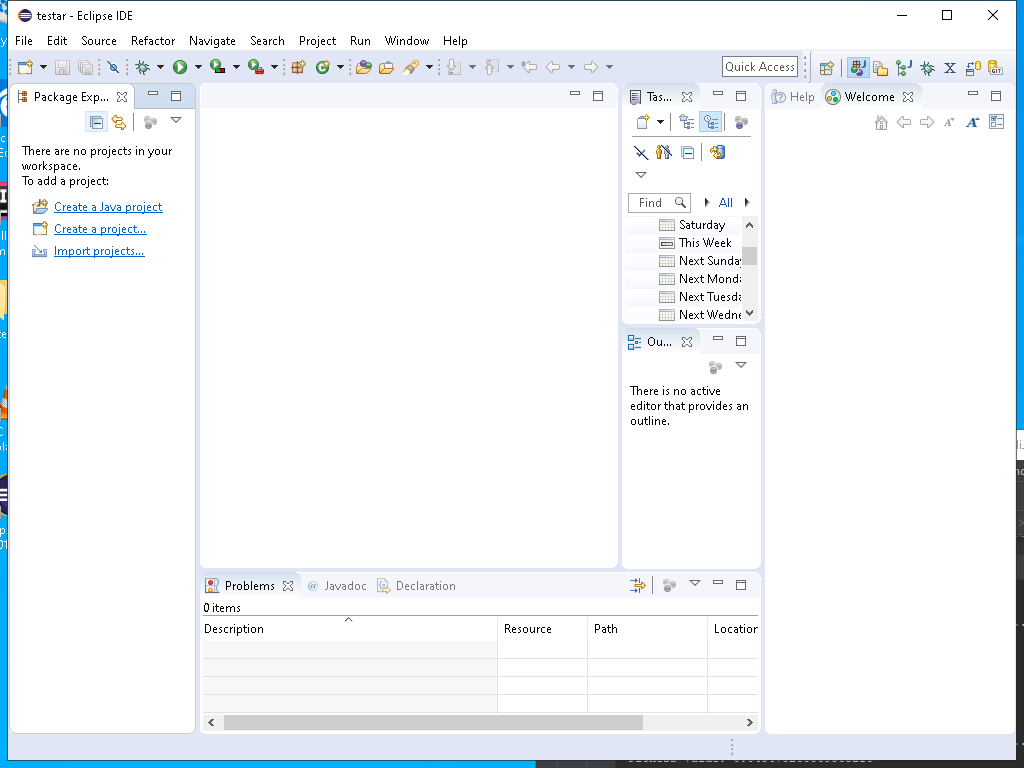 testar - Eclipse IDE
File Edit Source Refactor Navigate Search Project Run Window Help
Quick Access
Package Exp...
There are no projects in your
workspace.
To add a project:
Create a Java project
Create a project...
Import projects...
Tas...
Find All
Saturday
This Week
Next Sunday
Next Monda
Next Tuesda
Next Wedne
Ou...
There is no active
editor that provides an
outline.
Help Welcome
Problems @ Javadoc Declaration
0 items
Description Resource Path Location